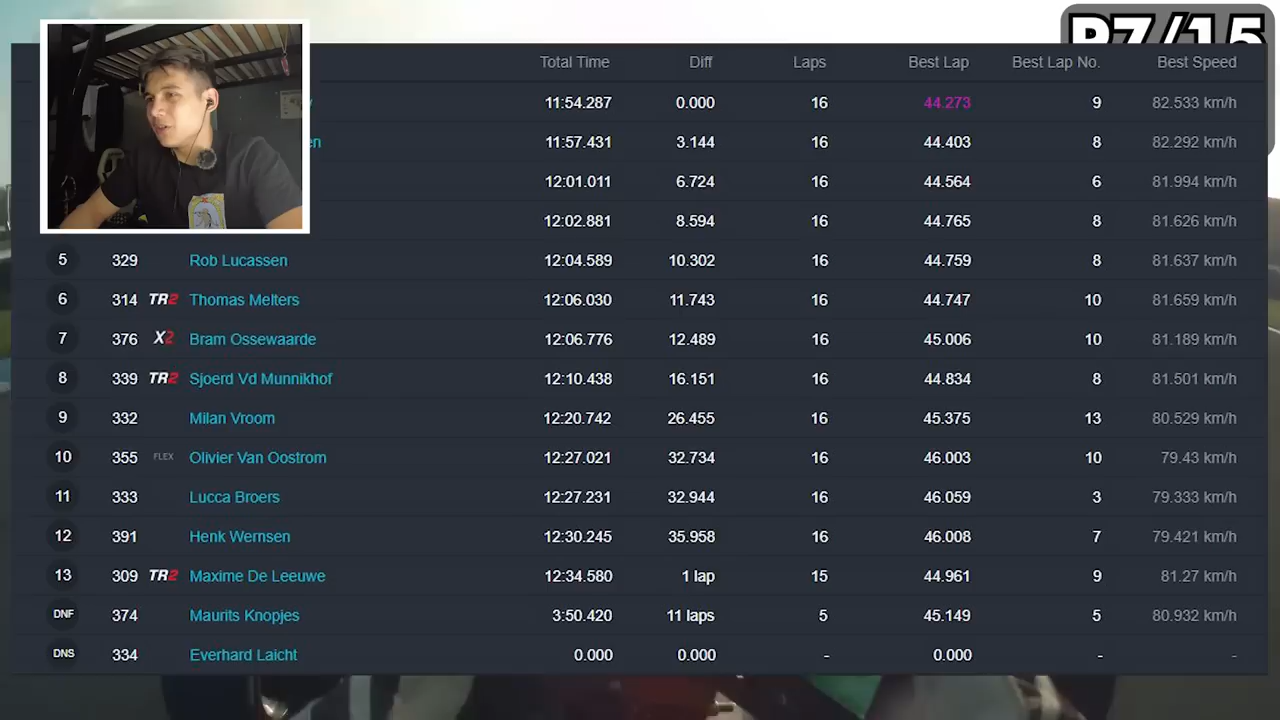 P7/15
Total Time Diff Laps Best Lap Best Lap No. Best Speed
11:54.287 0.000 16 44.273 9 82.533 km/h
en 11:57.431 3.144 16 44.403 8 82.292 km/h
12:01.011 6.724 16 44.564 6 81.994 km/h
12:02.881 8.594 16 44.765 8 81.626 km/h
5 329 Rob Lucassen 12:04.589 10.302 16 44.759 8 81.637 km/h
6 314 TR2 Thomas Melters 12:06.030 11.743 16 44.747 10 81.659 km/h
7 376 X2 Bram Ossewaarde 12:06.776 12.489 16 45.006 10 81.189 km/h
8 339 TR2 Sjoerd Vd Munnikhof 12:10.438 16.151 16 44.834 8 81.501 km/h
9 332 Milan Vroom 12:20.742 26.455 16 45.375 13 80.529 km/h
10 355 FLEX Olivier Van Oostrom 12:27.021 32.734 16 46.003 10 79.43 km/h
11 333 Lucca Broers 12:27.231 32.944 16 46.059 3 79.333 km/h
12 391 Henk Wernsen 12:30.245 35.958 16 46.008 7 79.421 km/h
13 309 TR2 Maxime De Leeuwe 12:34.580 1 lap 15 44.961 9 81.27 km/h
DNF 374 Maurits Knopjes 3:50.420 11 laps 5 45.149 5 80.932 km/h
DNS 334 Everhard Laicht 0.000 0.000 - 0.000 - -